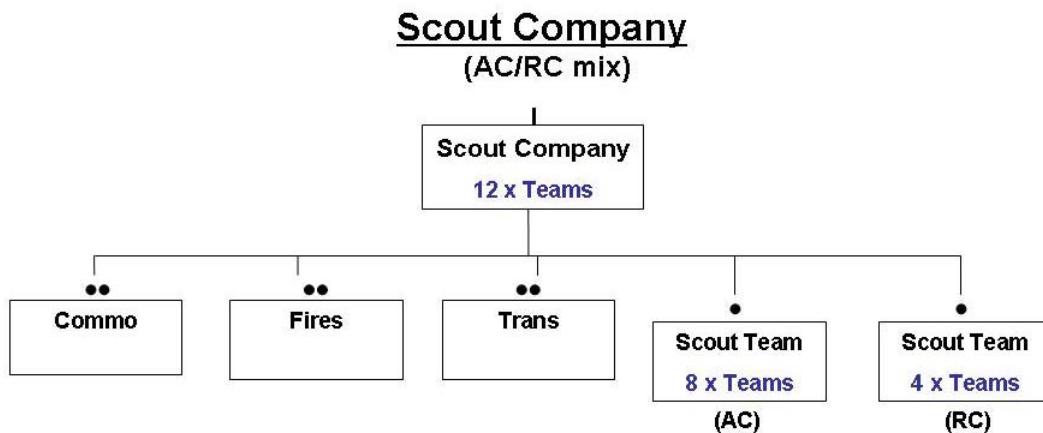 Scout Company
(AC/RC mix)
Scout Company
12 x Teams
Commo
Fires
Trans
Scout Team
8 x Teams
(AC)
Scout Team
4 x Teams
(RC)